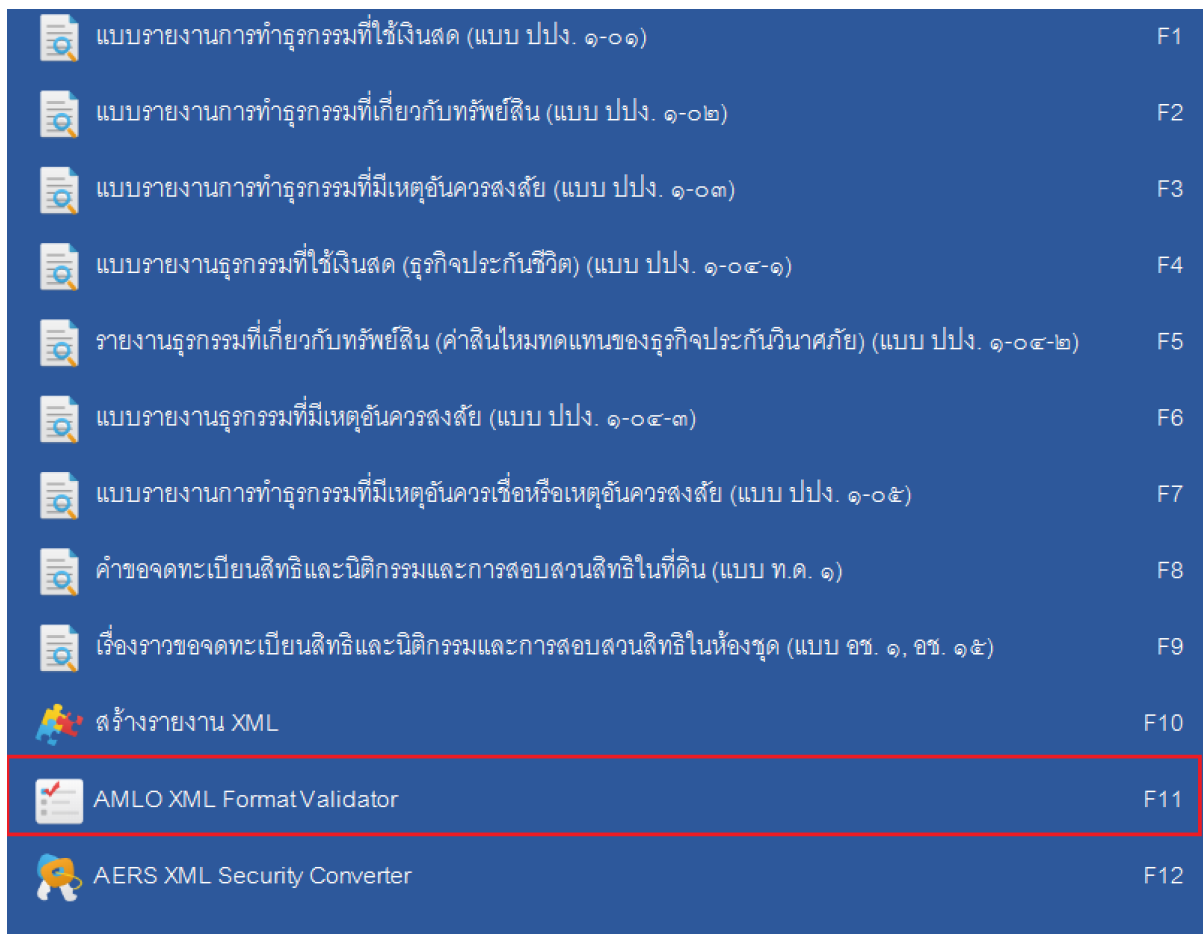 แบบรายงานการทำธุรกรรมที่ใช้เงินสด (แบบ ปปง. ๑-๐๑) F1
แบบรายงานการทำธุรกรรมที่เกี่ยวกับทรัพย์สิน (แบบ ปปง. ๑-๐๒) F2
แบบรายงานการทำธุรกรรมที่มีเหตุอันควรสงสัย (แบบ ปปง. ๑-๐๓) F3
แบบรายงานธุรกรรมที่ใช้เงินสด (ธุรกิจประกันชีวิต) (แบบ ปปง. ๑-๐๔-๑) F4
รายงานธุรกรรมที่เกี่ยวกับทรัพย์สิน (ค่าสินไหมทดแทนของธุรกิจประกันวินาศภัย) (แบบ ปปง. ๑-๐๔-๒) F5
แบบรายงานธุรกรรมที่มีเหตุอันควรสงสัย (แบบ ปปง. ๑-๐๔-๓) F6
แบบรายงานการทำธุรกรรมที่มีเหตุอันควรเชื่อหรือเหตุอันควรสงสัย (แบบ ปปง. ๑-๐๕) F7
คำขอจดทะเบียนสิทธิและนิติกรรมและการสอบสวนสิทธิในที่ดิน (แบบ ท.ด. ๑) F8
เรื่องราวขอจดทะเบียนสิทธิและนิติกรรมและการสอบสวนสิทธิในห้องชุด (แบบ อช. ๑, อช. ๑๕) F9
สร้างรายงาน XML F10
AMLO XML Format Validator F11
AERS XML Security Converter F12